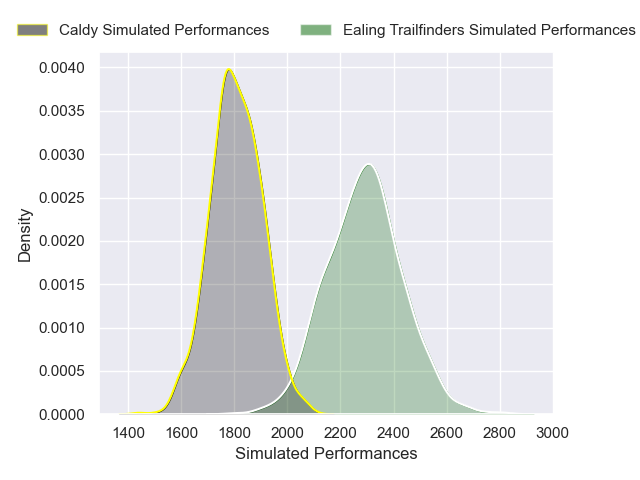 Caldy Simulated Performances Ealing Trailfinders Simulated Performances
0.0040
0.0035
0.0030
0.0025
0.0020
0.0015
0.0010
0.0005
0.0000
Density
1400 1600 1800 2000 2200 2400 2600 2800 3000
Simulated Performances